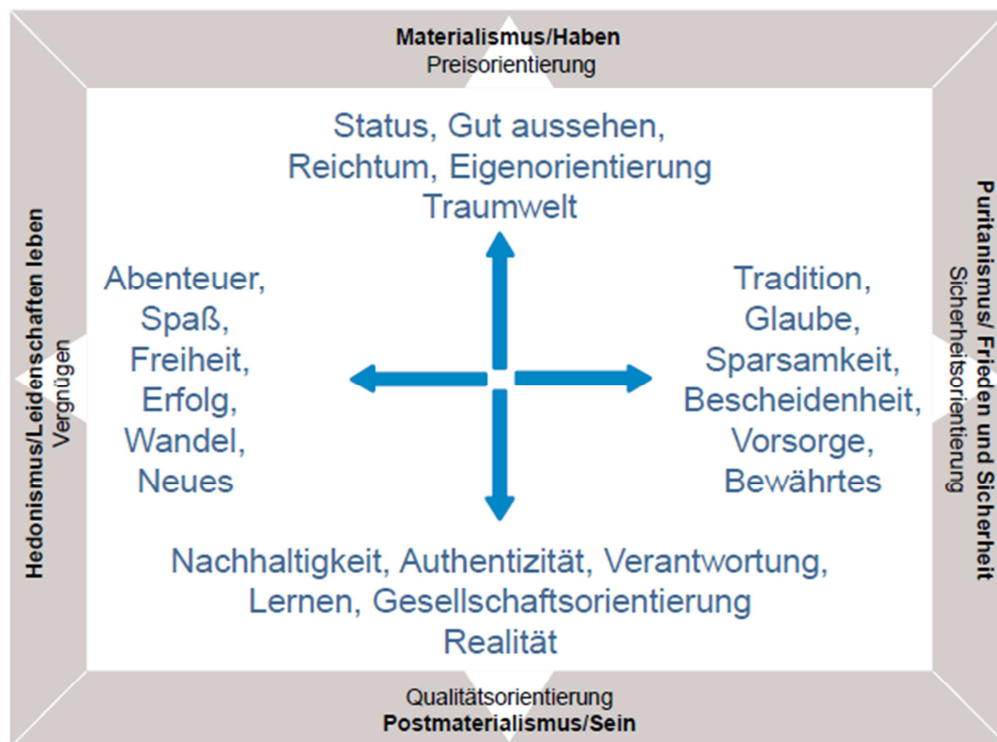 Materialismus/Haben
Preisorientierung
Status, Gut aussehen,
Reichtum, Eigenorientierung
Traumwelt
Hedonismus/Leidenschaften leben
Vergnügen
Abenteuer,
Spaß,
Freiheit,
Erfolg,
Wandel,
Neues
Tradition,
Glaube,
Sparsamkeit,
Bescheidenheit,
Vorsorge,
Bewährtes
Puritanismus/ Frieden und Sicherheit
Sicherheitsorientierung
Nachhaltigkeit, Authentizität, Verantwortung,
Lernen, Gesellschaftsorientierung
Realität
Qualitätsorientierung
Postmaterialismus/Sein